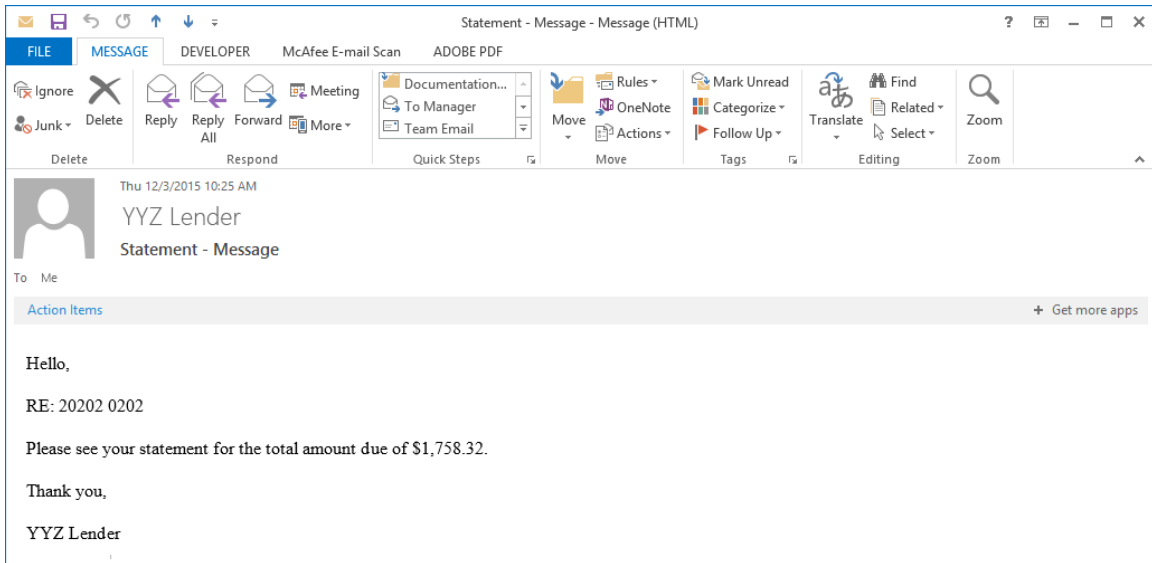 Statement - Message - Message (HTML)
?
FILE MESSAGE DEVELOPER McAfee E-mail Scan ADOBE PDF
Ignore
Junk
Delete
Reply
Reply All
Forward
Meeting
More
Documentation...
To Manager
Team Email
Move
Rules
OneNote
Actions
Mark Unread
Categorize
Follow Up
Translate
Find
Related
Select
Zoom
Delete Respond Quick Steps Move Tags Editing Zoom
Thu 12/3/2015 10:25 AM
YYZ Lender
Statement - Message
To Me
Action Items + Get more apps
Hello,
RE: 20202 0202
Please see your statement for the total amount due of $1,758.32.
Thank you,
YYZ Lender